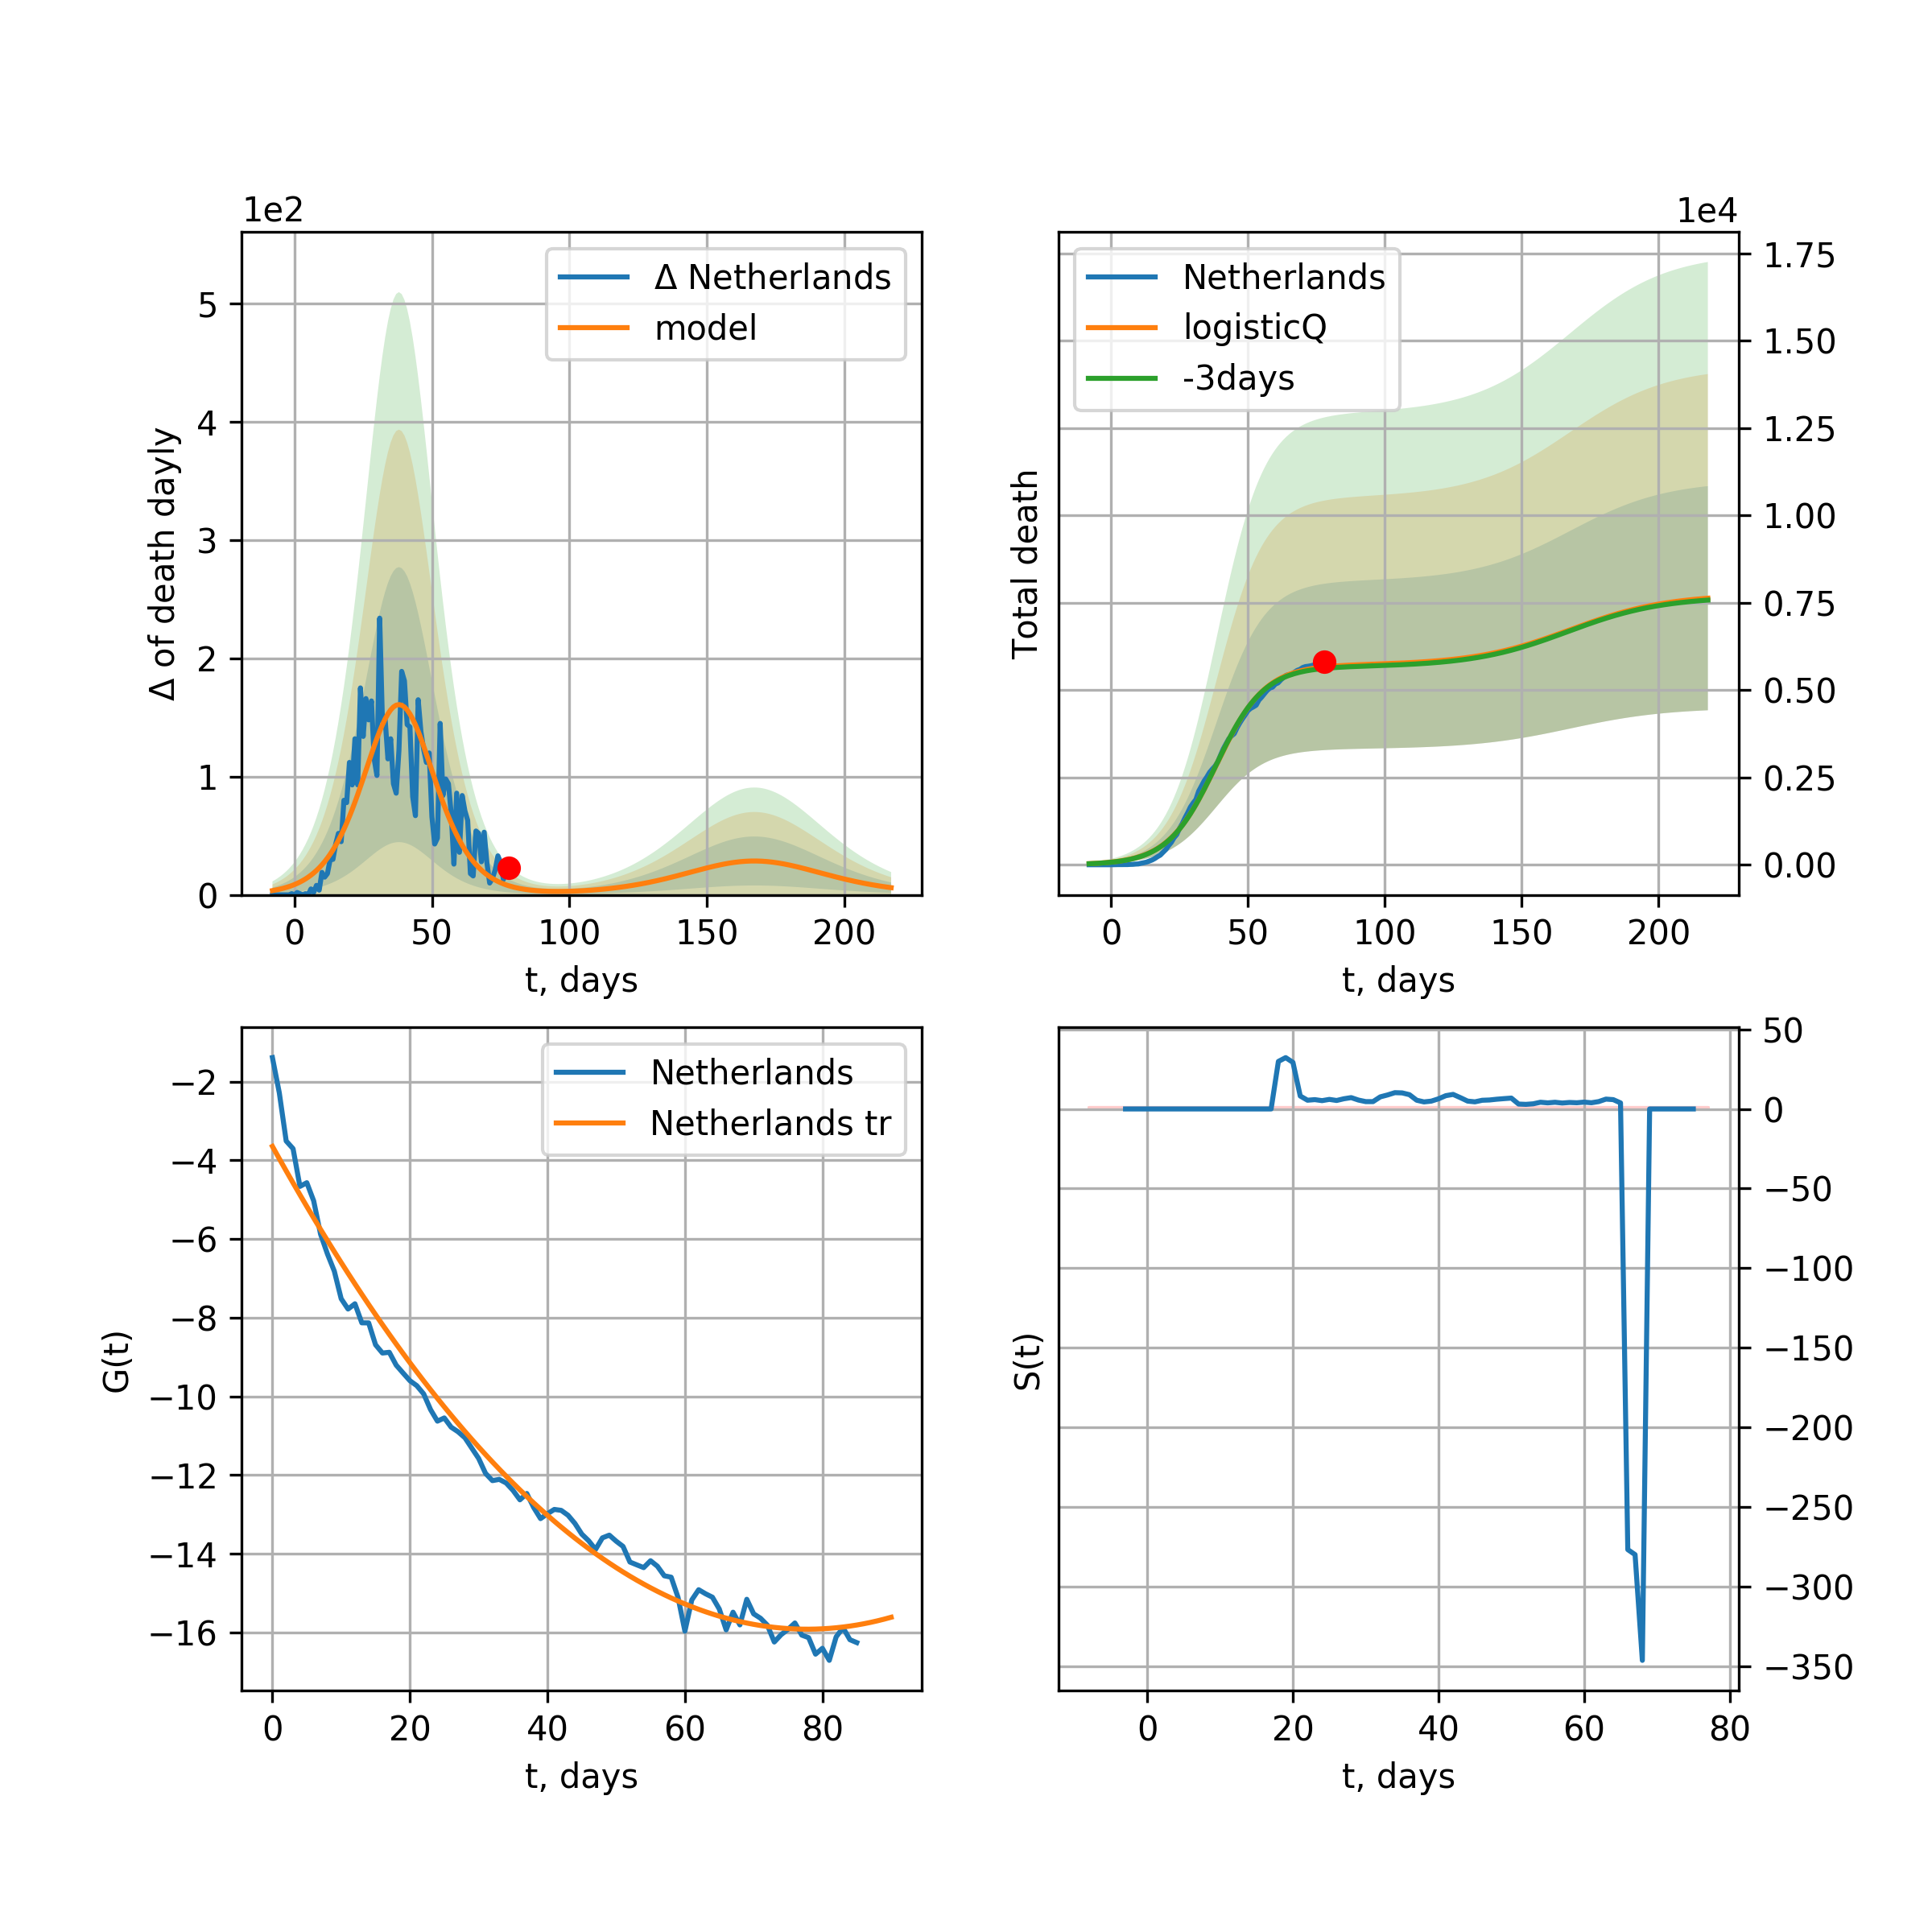 1e2
Δ Netherlands
model
5
4
3
2
1
0
Δ of death dayly
0 50 100 150 200
t, days
1e4
Netherlands
logisticQ
-3days
1.75
1.50
1.25
1.00
0.75
0.50
0.25
0.00
Total death
0 50 100 150 200
t, days
Netherlands
Netherlands tr
−2
−4
−6
−8
−10
−12
−14
−16
G(t)
0 20 40 60 80
t, days
50
0
−50
−100
−150
−200
−250
−300
−350
S(t)
0 20 40 60 80
t, days